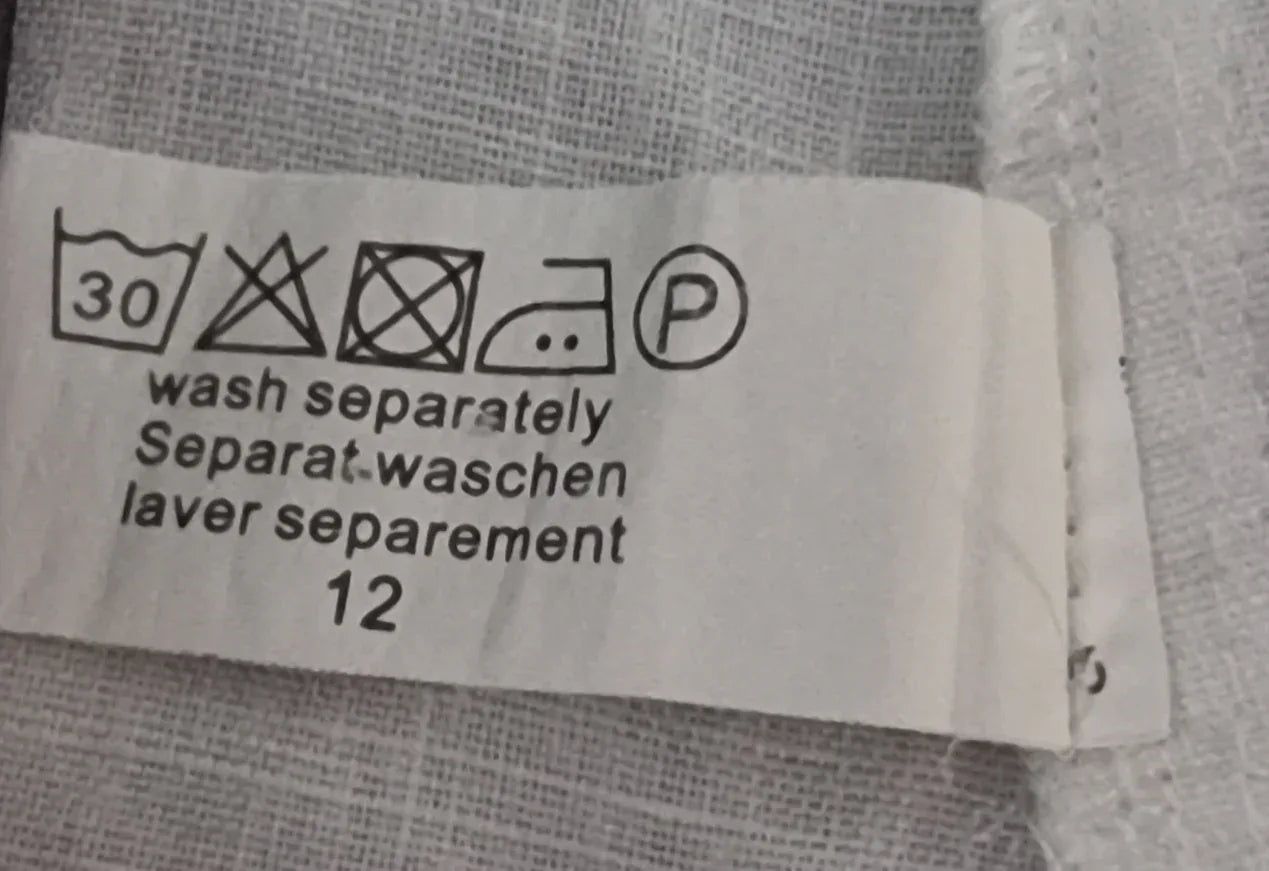 30 P
wash separately
Separat-waschen
laver separement
12